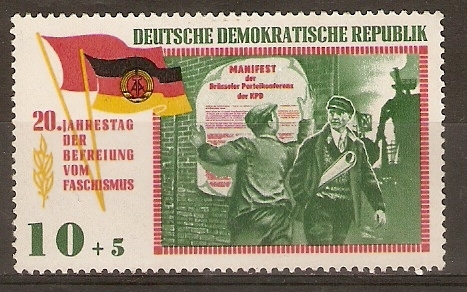 DEUTSCHE DEMOKRATISCHE REPUBLIK
MANIFEST
der
Brüsseler Parteikonferenz
der KPD
20. JAHRESTAG
DER
BEFREIUNG
VOM
FASCHISMUS
10 + 5